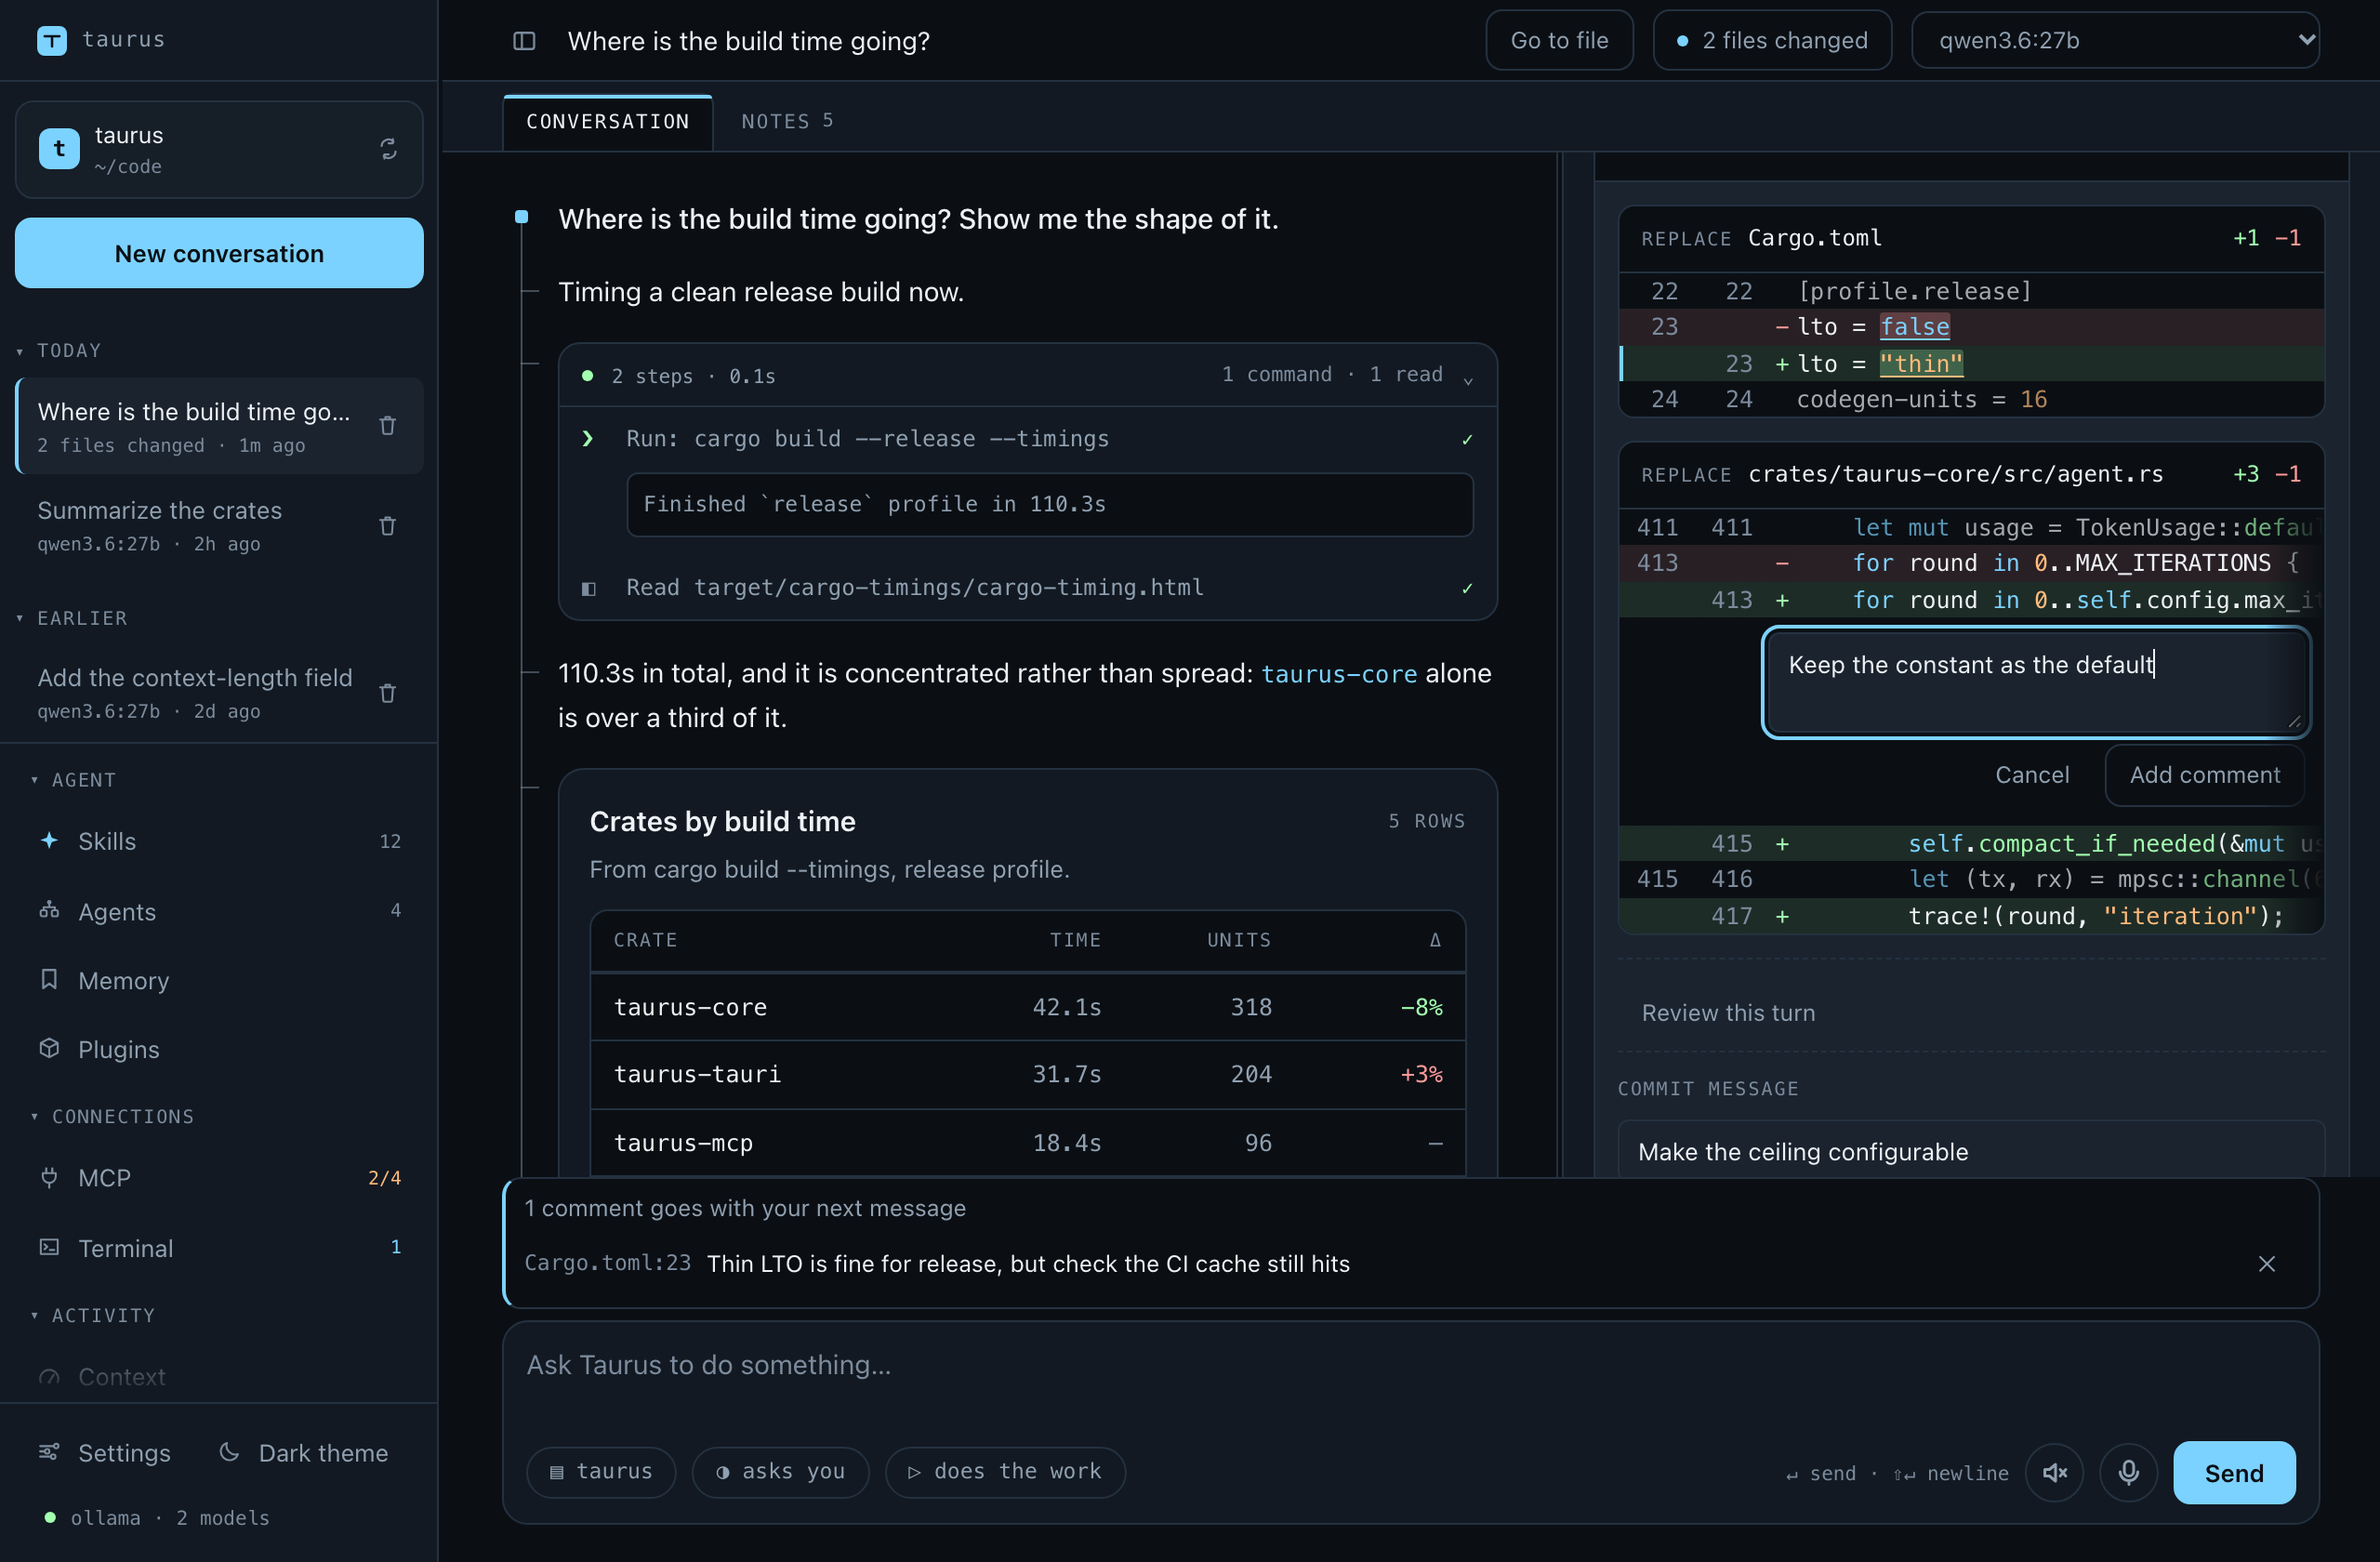 taurus
t
taurus
~/code
New conversation
TODAY
Where is the build time go...
2 files changed · 1m ago
Summarize the crates
qwen3.6:27b · 2h ago
EARLIER
Add the context-length field
qwen3.6:27b · 2d ago
AGENT
Skills 12
Agents 4
Memory
Plugins
CONNECTIONS
MCP 2/4
Terminal 1
ACTIVITY
Context
Settings Dark theme
ollama · 2 models
Where is the build time going?
Go to file
2 files changed
qwen3.6:27b
CONVERSATION
NOTES 5
Where is the build time going? Show me the shape of it.
Timing a clean release build now.
2 steps · 0.1s 1 command · 1 read
Run: cargo build --release --timings ✓
Finished `release` profile in 110.3s
Read target/cargo-timings/cargo-timing.html ✓
110.3s in total, and it is concentrated rather than spread: taurus-core alone
is over a third of it.
Crates by build time 5 ROWS
From cargo build --timings, release profile.
CRATE TIME UNITS Δ
taurus-core 42.1s 318 −8%
taurus-tauri 31.7s 204 +3%
taurus-mcp 18.4s 96 —
REPLACE Cargo.toml +1 −1
22 22 [profile.release]
23 − lto = false
23 + lto = "thin"
24 24 codegen-units = 16
REPLACE crates/taurus-core/src/agent.rs +3 −1
411 411 let mut usage = TokenUsage::defau
413 − for round in 0..MAX_ITERATIONS {
413 + for round in 0..self.config.max_it
Keep the constant as the default
Cancel Add comment
415 + self.compact_if_needed(&mut us
415 416 let (tx, rx) = mpsc::channel(
417 + trace!(round, "iteration");
Review this turn
COMMIT MESSAGE
Make the ceiling configurable
1 comment goes with your next message
Cargo.toml:23 Thin LTO is fine for release, but check the CI cache still hits
Ask Taurus to do something...
taurus asks you does the work
↵ send · ⇧↵ newline
Send